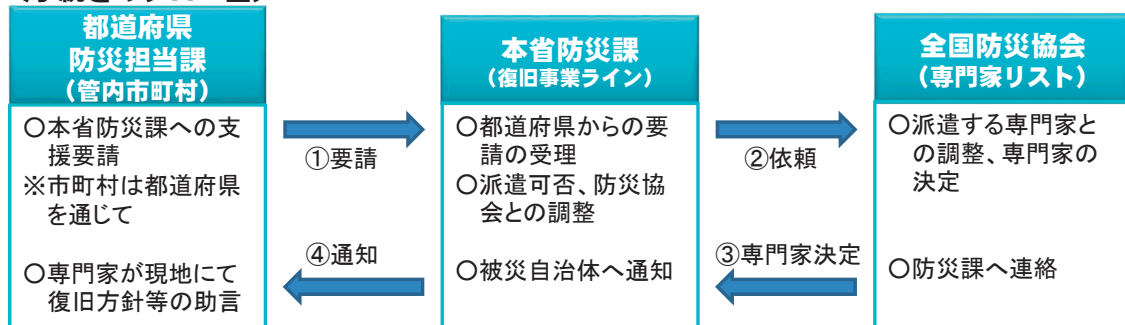 都道府県
防災担当課
(管内市町村)
〇本省防災課への支
援要請
※市町村は都道府県
を通じて
〇専門家が現地にて
復旧方針等の助言
①要請
④通知
本省防災課
(復旧事業ライン)
〇都道府県からの要
請の受理
〇派遣可否、防災協
会との調整
〇被災自治体へ通知
②依頼
③専門家決定
全国防災協会
(専門家リスト)
〇派遣する専門家と
の調整、専門家の
決定
〇防災課へ連絡